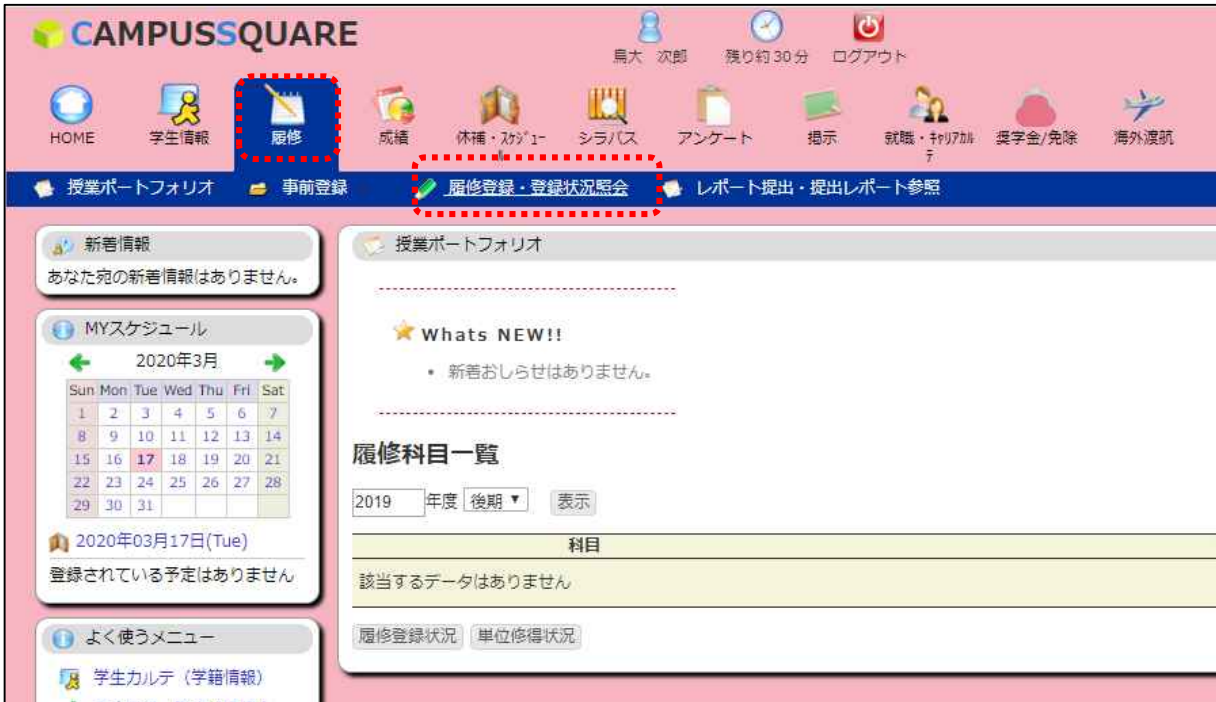 CAMPUSSQUARE
鳥大 次郎 残り約30分 ログアウト
HOME 学生情報 履修 成績 休補・ｽｹｼﾞｭｰﾙ シラバス アンケート 掲示 就職・ｷｬﾘｱｶﾙﾃ 奨学金/免除 海外渡航
授業ポートフォリオ 事前登録 履修登録・登録状況照会 レポート提出・提出レポート参照
新着情報
あなた宛の新着情報はありません。
MYスケジュール
2020年3月
Sun Mon Tue Wed Thu Fri Sat
1 2 3 4 5 6 7
8 9 10 11 12 13 14
15 16 17 18 19 20 21
22 23 24 25 26 27 28
29 30 31
2020年03月17日(Tue)
登録されている予定はありません
よく使うメニュー
学生カルテ（学籍情報）
授業ポートフォリオ
Whats NEW!!
• 新着おしらせはありません。
履修科目一覧
2019 年度 後期 ▼ 表示
科目
該当するデータはありません
履修登録状況 単位修得状況